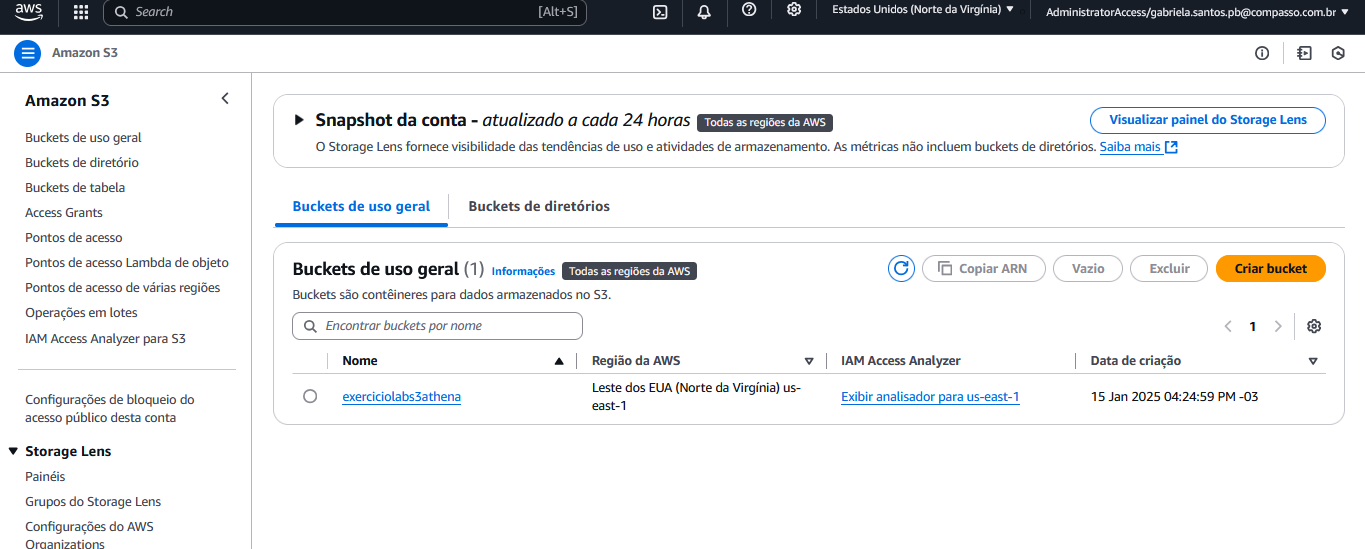 aws
Search [Alt+S]
Estados Unidos (Norte da Virgínia)
AdministratorAccess/gabriela.santos.pb@compasso.com.br
Amazon S3
Amazon S3
Buckets de uso geral
Buckets de diretório
Buckets de tabela
Access Grants
Pontos de acesso
Pontos de acesso Lambda de objeto
Pontos de acesso de várias regiões
Operações em lotes
IAM Access Analyzer para S3
Configurações de bloqueio do
acesso público desta conta
Storage Lens
Painéis
Grupos do Storage Lens
Configurações do AWS
Organizations
Snapshot da conta - atualizado a cada 24 horas Todas as regiões da AWS
Visualizar painel do Storage Lens
O Storage Lens fornece visibilidade das tendências de uso e atividades de armazenamento. As métricas não incluem buckets de diretórios. Saiba mais
Buckets de uso geral Buckets de diretórios
Buckets de uso geral (1) Informações Todas as regiões da AWS
Copiar ARN Vazio Excluir Criar bucket
Buckets são contêineres para dados armazenados no S3.
Encontrar buckets por nome
1
Nome Região da AWS IAM Access Analyzer Data de criação
exerciciolabs3athena Leste dos EUA (Norte da Virgínia) us-
east-1 Exibir analisador para us-east-1 15 Jan 2025 04:24:59 PM -03